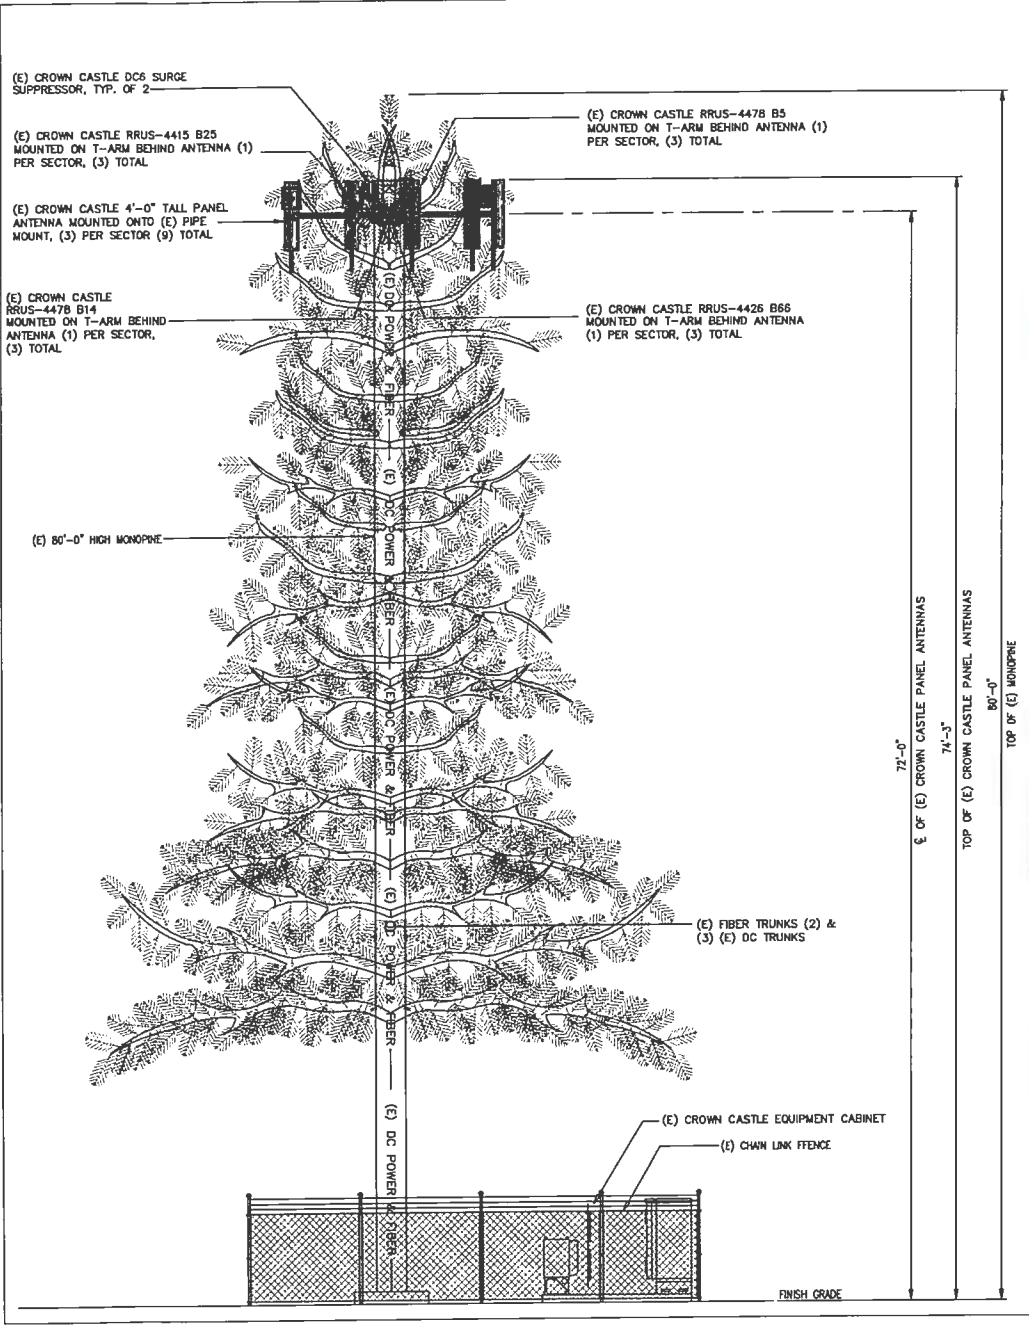 (E) CROWN CASTLE DC6 SURGE
SUPPRESSOR, TYP. OF 2
(E) CROWN CASTLE RRUS-4415 B25
MOUNTED ON T-ARM BEHIND ANTENNA (1)
PER SECTOR, (3) TOTAL
(E) CROWN CASTLE 4'-0" TALL PANEL
ANTENNA MOUNTED ONTO (E) PIPE
MOUNT, (3) PER SECTOR (9) TOTAL
(E) CROWN CASTLE
RRUS-4478 B14
MOUNTED ON T-ARM BEHIND
ANTENNA (1) PER SECTOR,
(3) TOTAL
(E) 80'-0" HIGH MONOPINE
(E) CROWN CASTLE RRUS-4478 B5
MOUNTED ON T-ARM BEHIND ANTENNA (1)
PER SECTOR, (3) TOTAL
(E) CROWN CASTLE RRUS-4426 B66
MOUNTED ON T-ARM BEHIND ANTENNA
(1) PER SECTOR, (3) TOTAL
(E) DC POWER & FIBER
(E) DC POWER & FIBER
(E) DC POWER & FIBER
(E) DC POWER & FIBER
(E) DC POWER & FIBER
72'-0"
℄ OF (E) CROWN CASTLE PANEL ANTENNAS
74'-3"
TOP OF (E) CROWN CASTLE PANEL ANTENNAS
80'-0"
TOP OF (E) MONOPINE
(E) FIBER TRUNKS (2) &
(3) (E) DC TRUNKS
(E) CROWN CASTLE EQUIPMENT CABINET
(E) CHAIN LINK FFENCE
FINISH GRADE